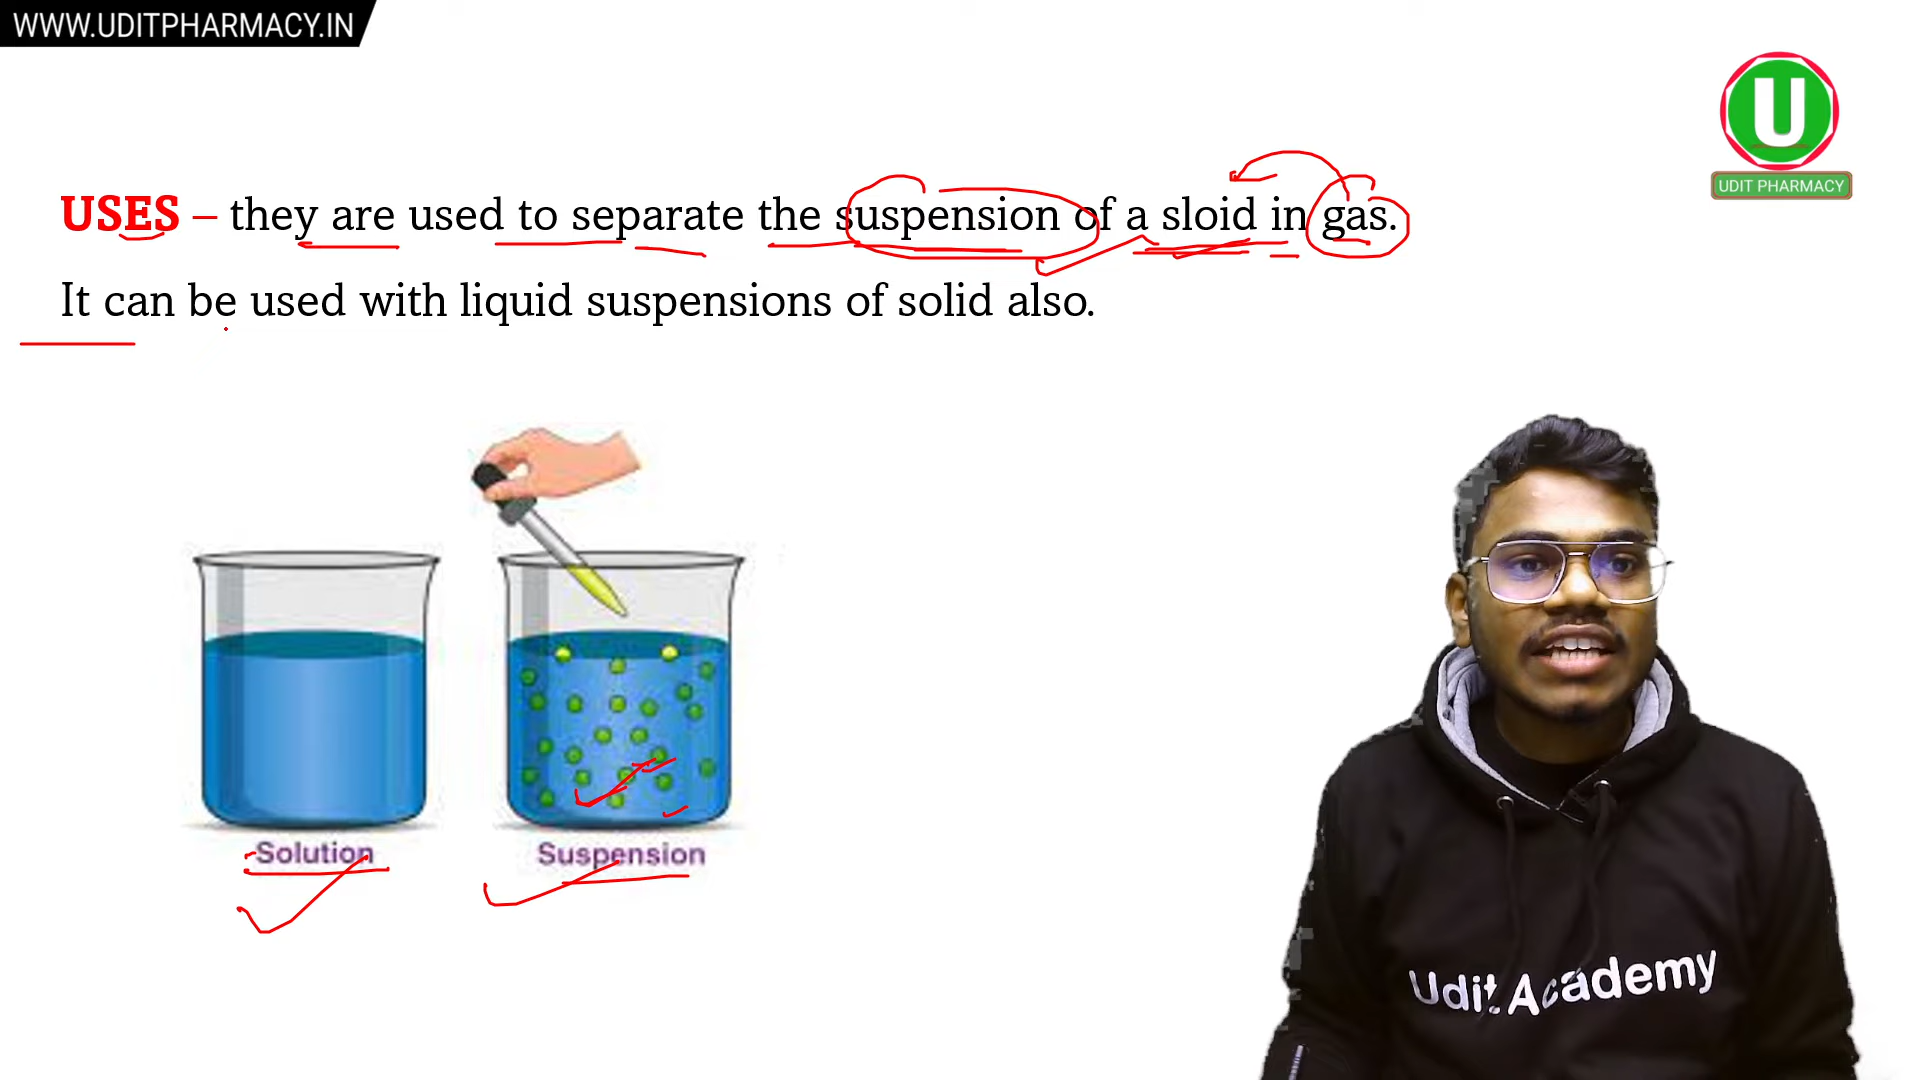 WWW.UDITPHARMACY.IN
U
UDIT PHARMACY
USES – they are used to separate the suspension of a sloid in gas.
It can be used with liquid suspensions of solid also.
Solution
Suspension
Udit Academy